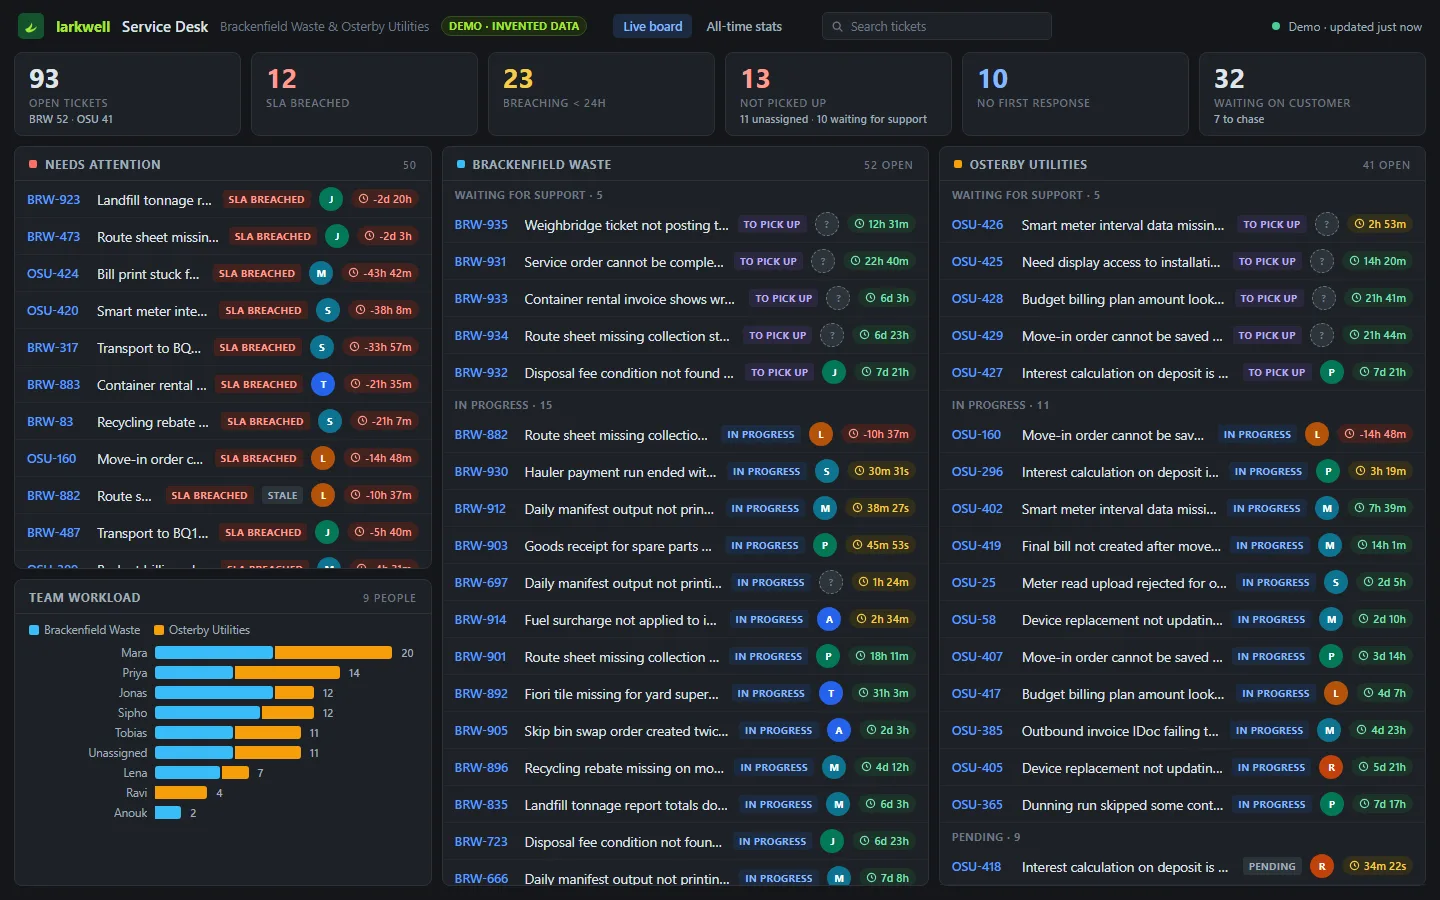 larkwell Service Desk Brackenfield Waste & Osterby Utilities DEMO · INVENTED DATA Live board All-time stats Search tickets Demo · updated just now
93
OPEN TICKETS
BRW 52 · OSU 41
12
SLA BREACHED
23
BREACHING < 24H
13
NOT PICKED UP
11 unassigned · 10 waiting for support
10
NO FIRST RESPONSE
32
WAITING ON CUSTOMER
7 to chase
NEEDS ATTENTION 50
BRW-923 Landfill tonnage r... SLA BREACHED J -2d 20h
BRW-473 Route sheet missin... SLA BREACHED J -2d 3h
OSU-424 Bill print stuck f... SLA BREACHED M -43h 42m
OSU-420 Smart meter inte... SLA BREACHED S -38h 8m
BRW-317 Transport to BQ... SLA BREACHED S -33h 57m
BRW-883 Container rental ... SLA BREACHED T -21h 35m
BRW-83 Recycling rebate ... SLA BREACHED S -21h 7m
OSU-160 Move-in order c... SLA BREACHED L -14h 48m
BRW-882 Route s... SLA BREACHED STALE L -10h 37m
BRW-487 Transport to BQ1... SLA BREACHED J -5h 40m
TEAM WORKLOAD 9 PEOPLE
Brackenfield Waste Osterby Utilities
Mara 20
Priya 14
Jonas 12
Sipho 12
Tobias 11
Unassigned 11
Lena 7
Ravi 4
Anouk 2
BRACKENFIELD WASTE 52 OPEN
WAITING FOR SUPPORT · 5
BRW-935 Weighbridge ticket not posting t... TO PICK UP ? 12h 31m
BRW-931 Service order cannot be comple... TO PICK UP ? 22h 40m
BRW-933 Container rental invoice shows wr... TO PICK UP ? 6d 3h
BRW-934 Route sheet missing collection st... TO PICK UP ? 6d 23h
BRW-932 Disposal fee condition not found ... TO PICK UP J 7d 21h
IN PROGRESS · 15
BRW-882 Route sheet missing collectio... IN PROGRESS L -10h 37m
BRW-930 Hauler payment run ended wit... IN PROGRESS S 30m 31s
BRW-912 Daily manifest output not prin... IN PROGRESS M 38m 27s
BRW-903 Goods receipt for spare parts ... IN PROGRESS P 45m 53s
BRW-697 Daily manifest output not printi... IN PROGRESS ? 1h 24m
BRW-914 Fuel surcharge not applied to i... IN PROGRESS A 2h 34m
BRW-901 Route sheet missing collection ... IN PROGRESS P 18h 11m
BRW-892 Fiori tile missing for yard super... IN PROGRESS T 31h 3m
BRW-905 Skip bin swap order created twic... IN PROGRESS A 2d 3h
BRW-896 Recycling rebate missing on mo... IN PROGRESS M 4d 12h
BRW-835 Landfill tonnage report totals do... IN PROGRESS M 6d 3h
BRW-723 Disposal fee condition not foun... IN PROGRESS J 6d 23h
BRW-666 Daily manifest output not printin... IN PROGRESS M 7d 8h
OSTERBY UTILITIES 41 OPEN
WAITING FOR SUPPORT · 5
OSU-426 Smart meter interval data missin... TO PICK UP ? 2h 53m
OSU-425 Need display access to installati... TO PICK UP ? 14h 20m
OSU-428 Budget billing plan amount look... TO PICK UP ? 21h 41m
OSU-429 Move-in order cannot be saved ... TO PICK UP ? 21h 44m
OSU-427 Interest calculation on deposit is ... TO PICK UP P 7d 21h
IN PROGRESS · 11
OSU-160 Move-in order cannot be sav... IN PROGRESS L -14h 48m
OSU-296 Interest calculation on deposit i... IN PROGRESS P 3h 19m
OSU-402 Smart meter interval data missi... IN PROGRESS M 7h 39m
OSU-419 Final bill not created after move... IN PROGRESS M 14h 1m
OSU-25 Meter read upload rejected for o... IN PROGRESS S 2d 5h
OSU-58 Device replacement not updatin... IN PROGRESS M 2d 10h
OSU-407 Move-in order cannot be saved ... IN PROGRESS P 3d 14h
OSU-417 Budget billing plan amount look... IN PROGRESS L 4d 7h
OSU-385 Outbound invoice IDoc failing t... IN PROGRESS M 4d 23h
OSU-405 Device replacement not updatin... IN PROGRESS R 5d 21h
OSU-365 Dunning run skipped some cont... IN PROGRESS P 7d 17h
PENDING · 9
OSU-418 Interest calculation on deposit is ... PENDING R 34m 22s